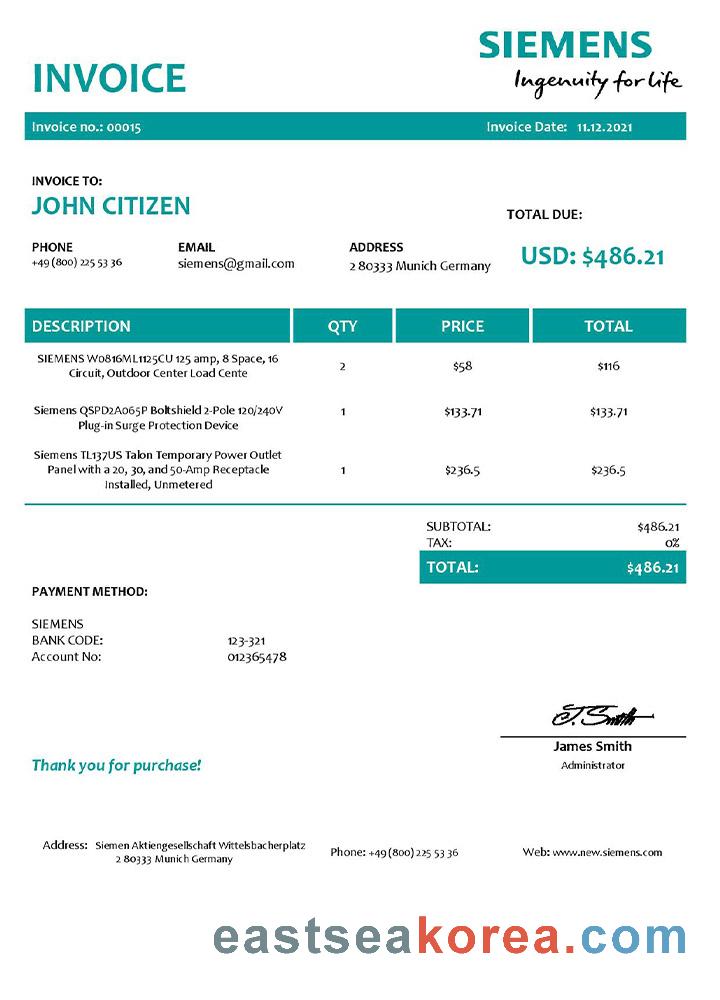 SIEMENS
Ingenuity for life
INVOICE
Invoice no.: 00015 Invoice Date: 11.12.2021
INVOICE TO:
JOHN CITIZEN
TOTAL DUE:
PHONE EMAIL ADDRESS
+49 (800) 225 53 36 siemens@gmail.com 2 80333 Munich Germany
USD: $486.21
DESCRIPTION QTY PRICE TOTAL
SIEMENS W0816ML1125CU 125 amp, 8 Space, 16
Circuit, Outdoor Center Load Cente
2 $58 $116
Siemens QSPD2A065P Boltshield 2-Pole 120/240V
Plug-in Surge Protection Device
1 $133.71 $133.71
Siemens TL137US Talon Temporary Power Outlet
Panel with a 20, 30, and 50-Amp Receptacle
Installed, Unmetered
1 $236.5 $236.5
SUBTOTAL: $486.21
TAX: 0%
TOTAL: $486.21
PAYMENT METHOD:
SIEMENS
BANK CODE: 123-321
Account No: 012365478
J. Smith
James Smith
Administrator
Thank you for purchase!
Address: Siemen Aktiengesellschaft Wittelsbacherplatz
2 80333 Munich Germany
Phone: +49 (800) 225 53 36
Web: www.new.siemens.com
eastseakorea.com